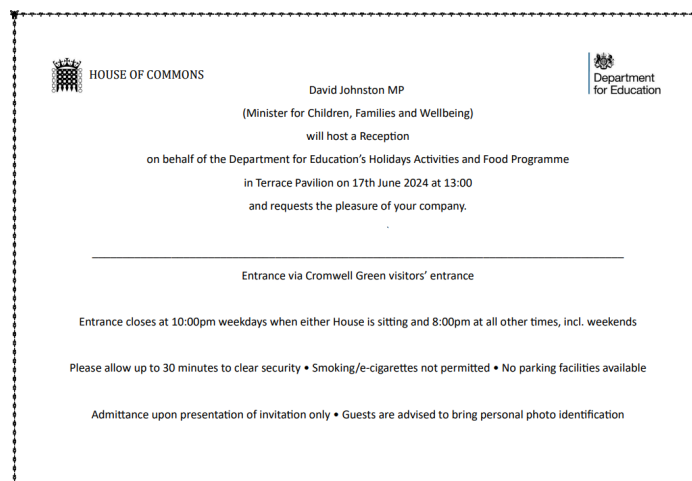 HOUSE OF COMMONS
Department
for Education
David Johnston MP
(Minister for Children, Families and Wellbeing)
will host a Reception
on behalf of the Department for Education's Holidays Activities and Food Programme
in Terrace Pavilion on 17th June 2024 at 13:00
and requests the pleasure of your company.
Entrance via Cromwell Green visitors' entrance
Entrance closes at 10:00pm weekdays when either House is sitting and 8:00pm at all other times, incl. weekends
Please allow up to 30 minutes to clear security • Smoking/e-cigarettes not permitted • No parking facilities available
Admittance upon presentation of invitation only • Guests are advised to bring personal photo identification